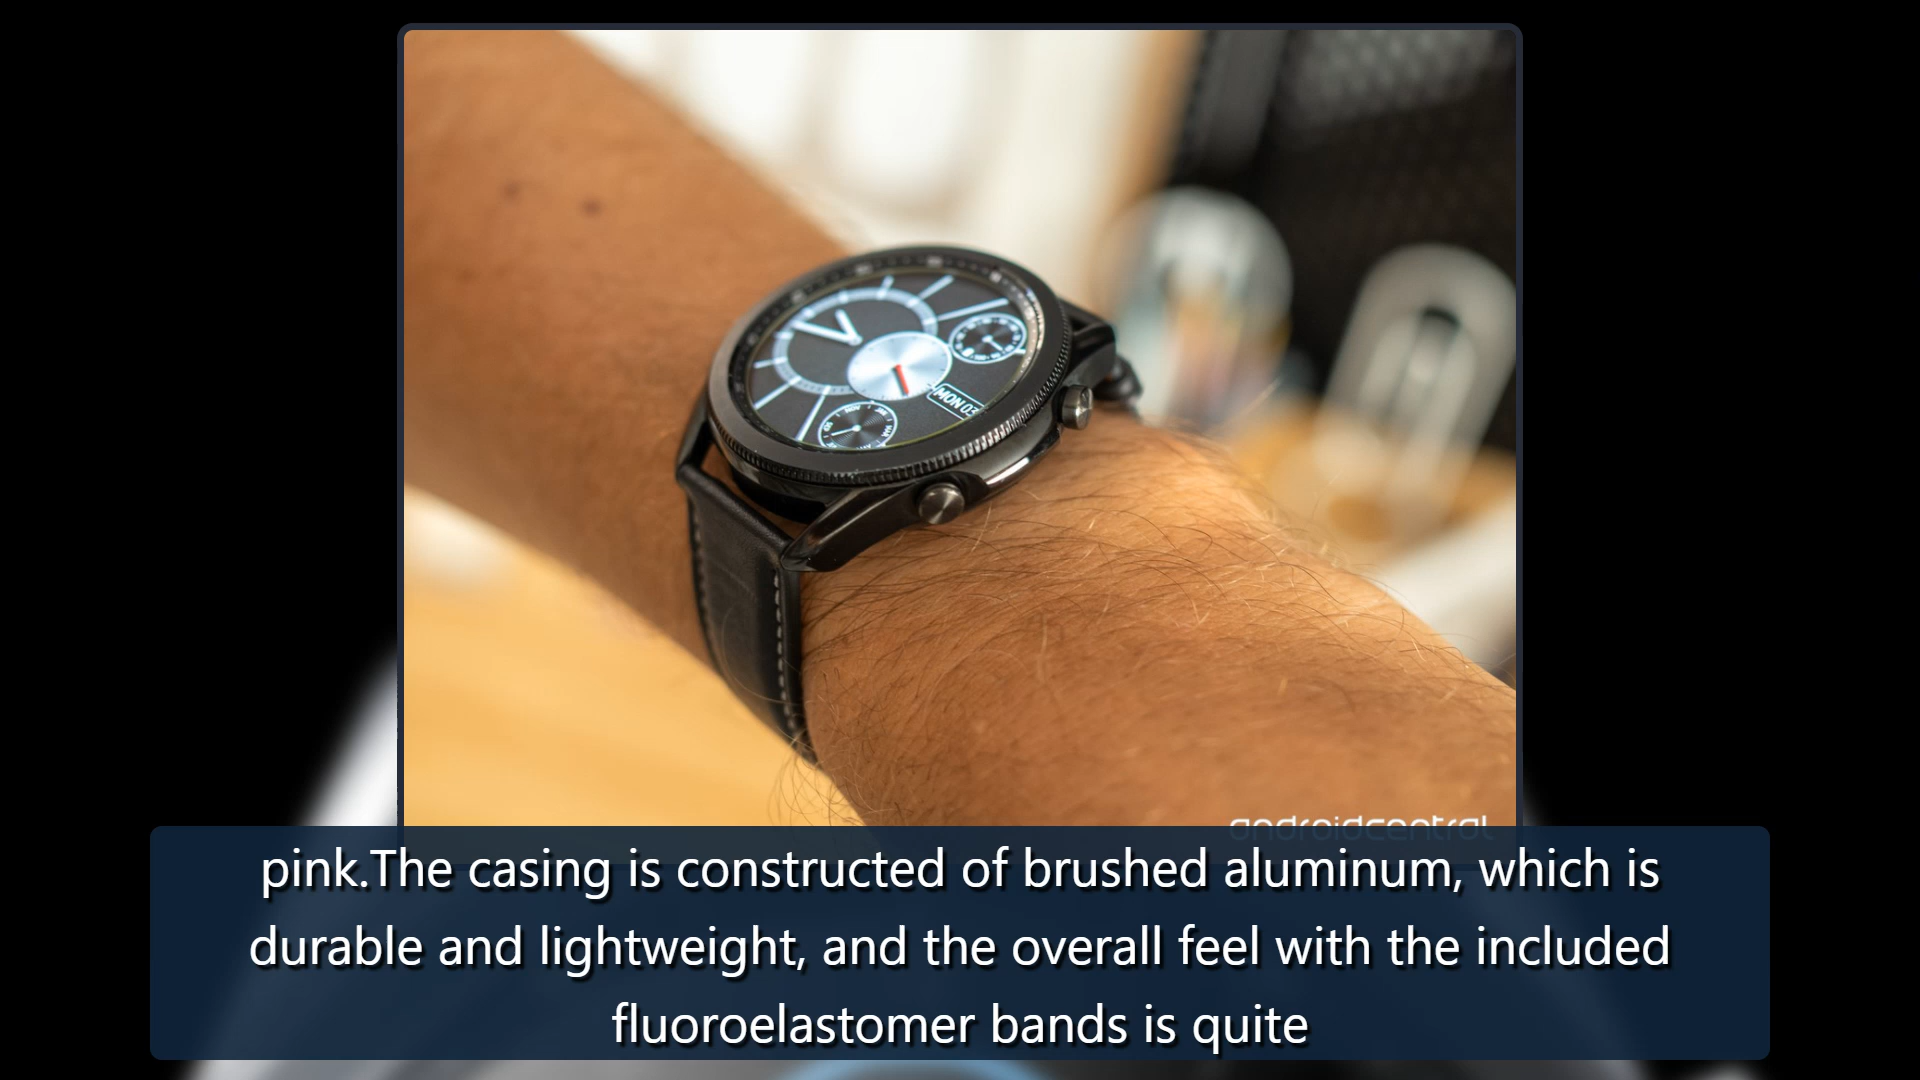 MON 03
androidcentral
pink.The casing is constructed of brushed aluminum, which is
durable and lightweight, and the overall feel with the included
fluoroelastomer bands is quite